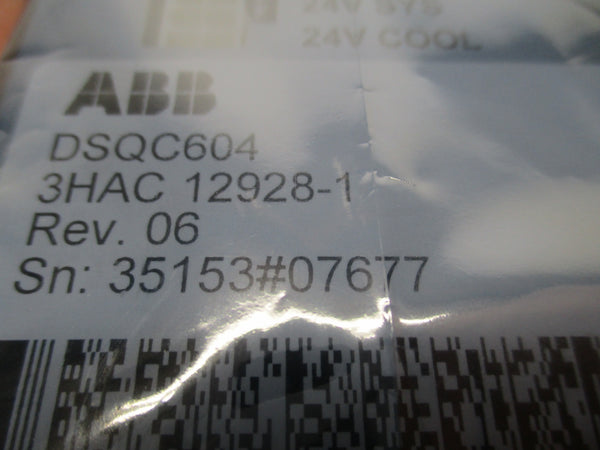 24V SYS
24V COOL
ABB
DSQC604
3HAC 12928-1
Rev. 06
Sn: 35153#07677